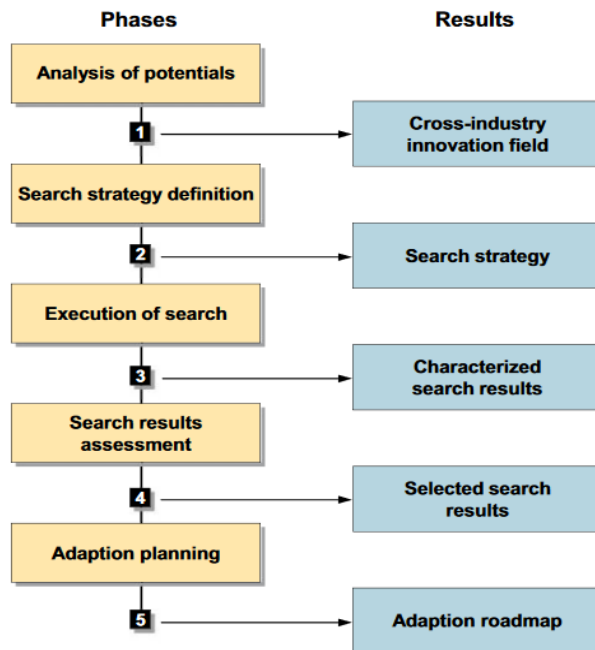 Phases
Results
Analysis of potentials
1
Cross-industry
innovation field
Search strategy definition
2
Search strategy
Execution of search
3
Characterized
search results
Search results
assessment
4
Selected search
results
Adaption planning
5
Adaption roadmap